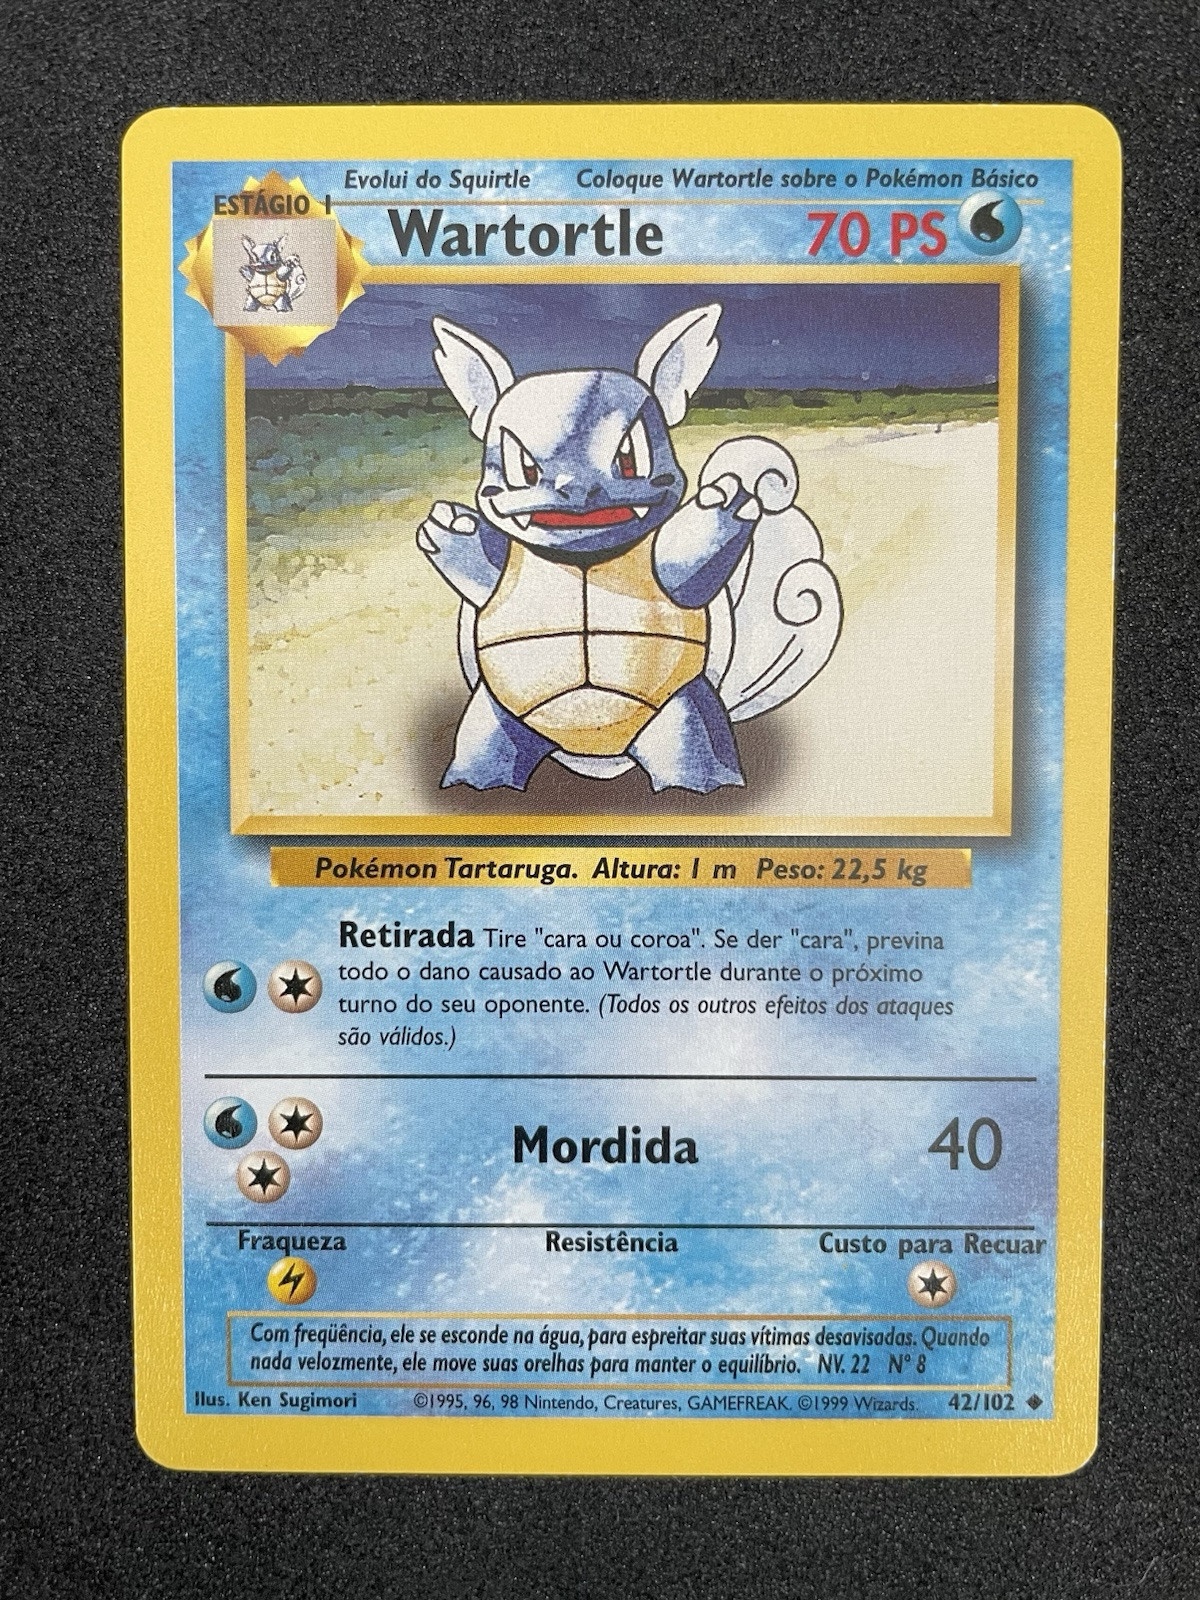 Evolui do Squirtle Coloque Wartortle sobre o Pokémon Básico
ESTÁGIO 1
Wartortle 70 PS
Pokémon Tartaruga. Altura: 1 m Peso: 22,5 kg
Retirada Tire "cara ou coroa". Se der "cara", previna
todo o dano causado ao Wartortle durante o próximo
turno do seu oponente. (Todos os outros efeitos dos ataques
são válidos.)
Mordida 40
Fraqueza Resistência Custo para Recuar
Com freqüência, ele se esconde na água, para espreitar suas vítimas desavisadas. Quando
nada velozmente, ele move suas orelhas para manter o equilíbrio. NV. 22 Nº 8
Ilus. Ken Sugimori ©1995, 96, 98 Nintendo, Creatures, GAMEFREAK. ©1999 Wizards. 42/102